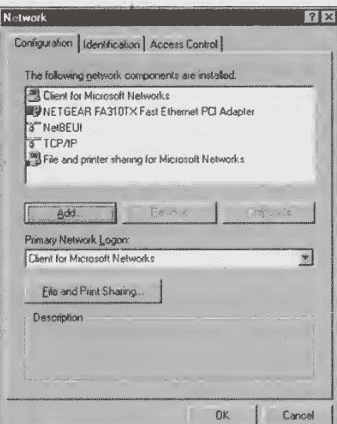 Network
Configuration Identification Access Control
The following network components are installed:
Client for Microsoft Networks
NETGEAR FA310TX Fast Ethernet PCI Adapter
NetBEUI
TCP/IP
File and printer sharing for Microsoft Networks
Add... Remove Properties
Primary Network Logon:
Client for Microsoft Networks
File and Print Sharing...
Description
OK Cancel